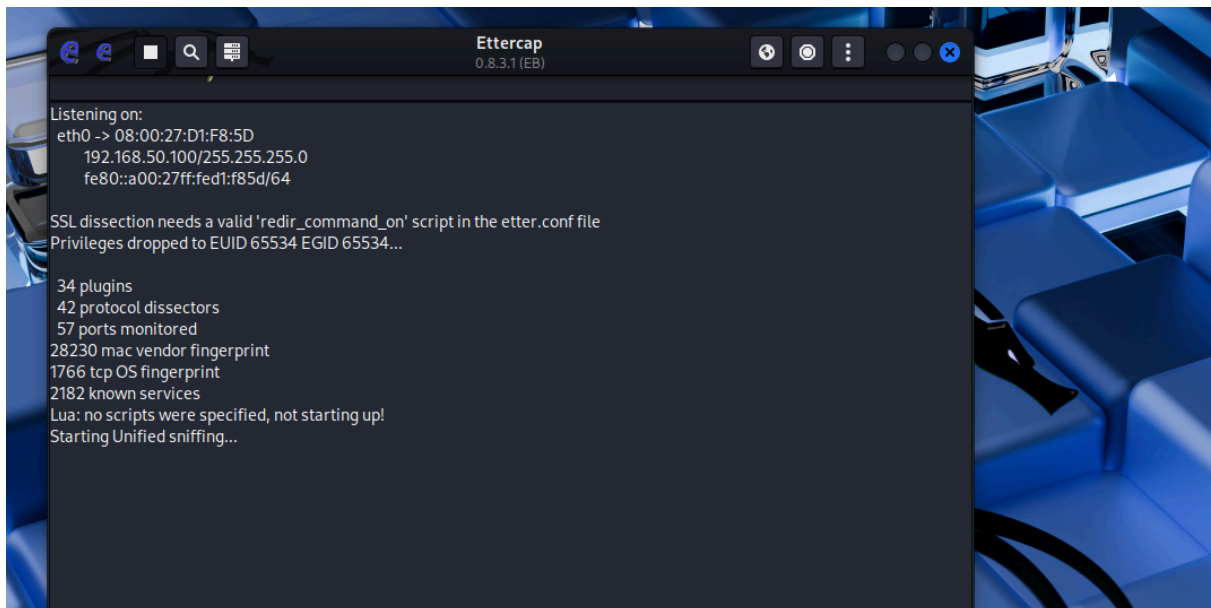 Ettercap
0.8.3.1 (EB)
Listening on:
eth0 -> 08:00:27:D1:F8:5D
192.168.50.100/255.255.255.0
fe80::a00:27ff:fed1:f85d/64
SSL dissection needs a valid 'redir_command_on' script in the etter.conf file
Privileges dropped to EUID 65534 EGID 65534...
34 plugins
42 protocol dissectors
57 ports monitored
28230 mac vendor fingerprint
1766 tcp OS fingerprint
2182 known services
Lua: no scripts were specified, not starting up!
Starting Unified sniffing...